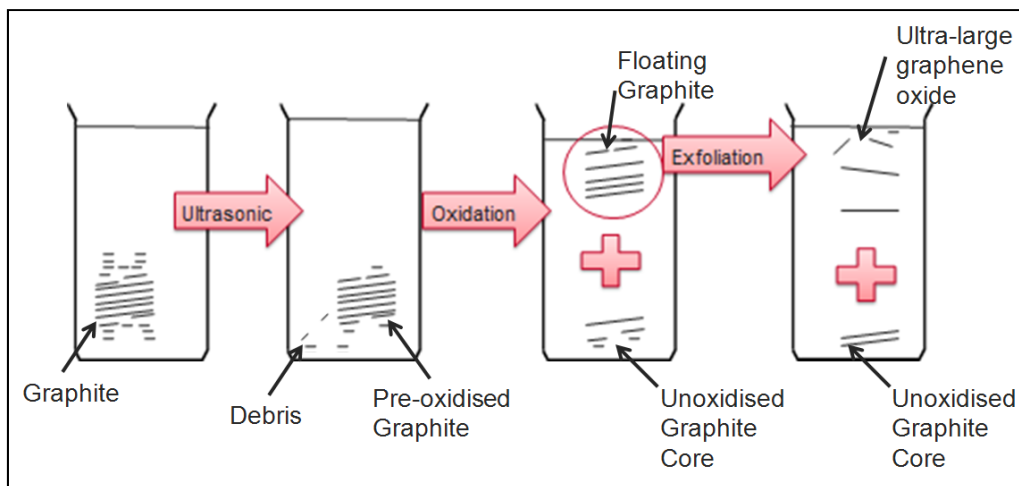 Graphite
Ultrasonic
Debris
Pre-oxidised
Graphite
Oxidation
Floating
Graphite
Unoxidised
Graphite
Core
Exfoliation
Ultra-large
graphene
oxide
Unoxidised
Graphite
Core